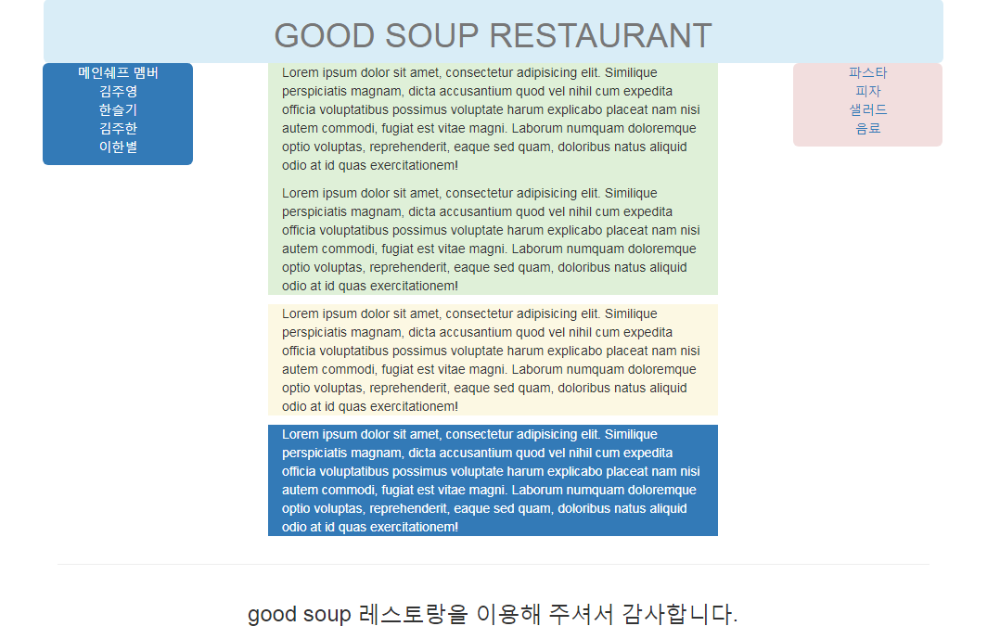 GOOD SOUP RESTAURANT
메인쉐프 멤버
김주영
한슬기
김주한
이한별
Lorem ipsum dolor sit amet, consectetur adipisicing elit. Similique
perspiciatis magnam, dicta accusantium quod vel nihil cum expedita
officia voluptatibus possimus voluptate harum explicabo placeat nam nisi
autem commodi, fugiat est vitae magni. Laborum numquam doloremque
optio voluptas, reprehenderit, eaque sed quam, doloribus natus aliquid
odio at id quas exercitationem!
Lorem ipsum dolor sit amet, consectetur adipisicing elit. Similique
perspiciatis magnam, dicta accusantium quod vel nihil cum expedita
officia voluptatibus possimus voluptate harum explicabo placeat nam nisi
autem commodi, fugiat est vitae magni. Laborum numquam doloremque
optio voluptas, reprehenderit, eaque sed quam, doloribus natus aliquid
odio at id quas exercitationem!
Lorem ipsum dolor sit amet, consectetur adipisicing elit. Similique
perspiciatis magnam, dicta accusantium quod vel nihil cum expedita
officia voluptatibus possimus voluptate harum explicabo placeat nam nisi
autem commodi, fugiat est vitae magni. Laborum numquam doloremque
optio voluptas, reprehenderit, eaque sed quam, doloribus natus aliquid
odio at id quas exercitationem!
Lorem ipsum dolor sit amet, consectetur adipisicing elit. Similique
perspiciatis magnam, dicta accusantium quod vel nihil cum expedita
officia voluptatibus possimus voluptate harum explicabo placeat nam nisi
autem commodi, fugiat est vitae magni. Laborum numquam doloremque
optio voluptas, reprehenderit, eaque sed quam, doloribus natus aliquid
odio at id quas exercitationem!
파스타
피자
샐러드
음료
good soup 레스토랑을 이용해 주셔서 감사합니다.